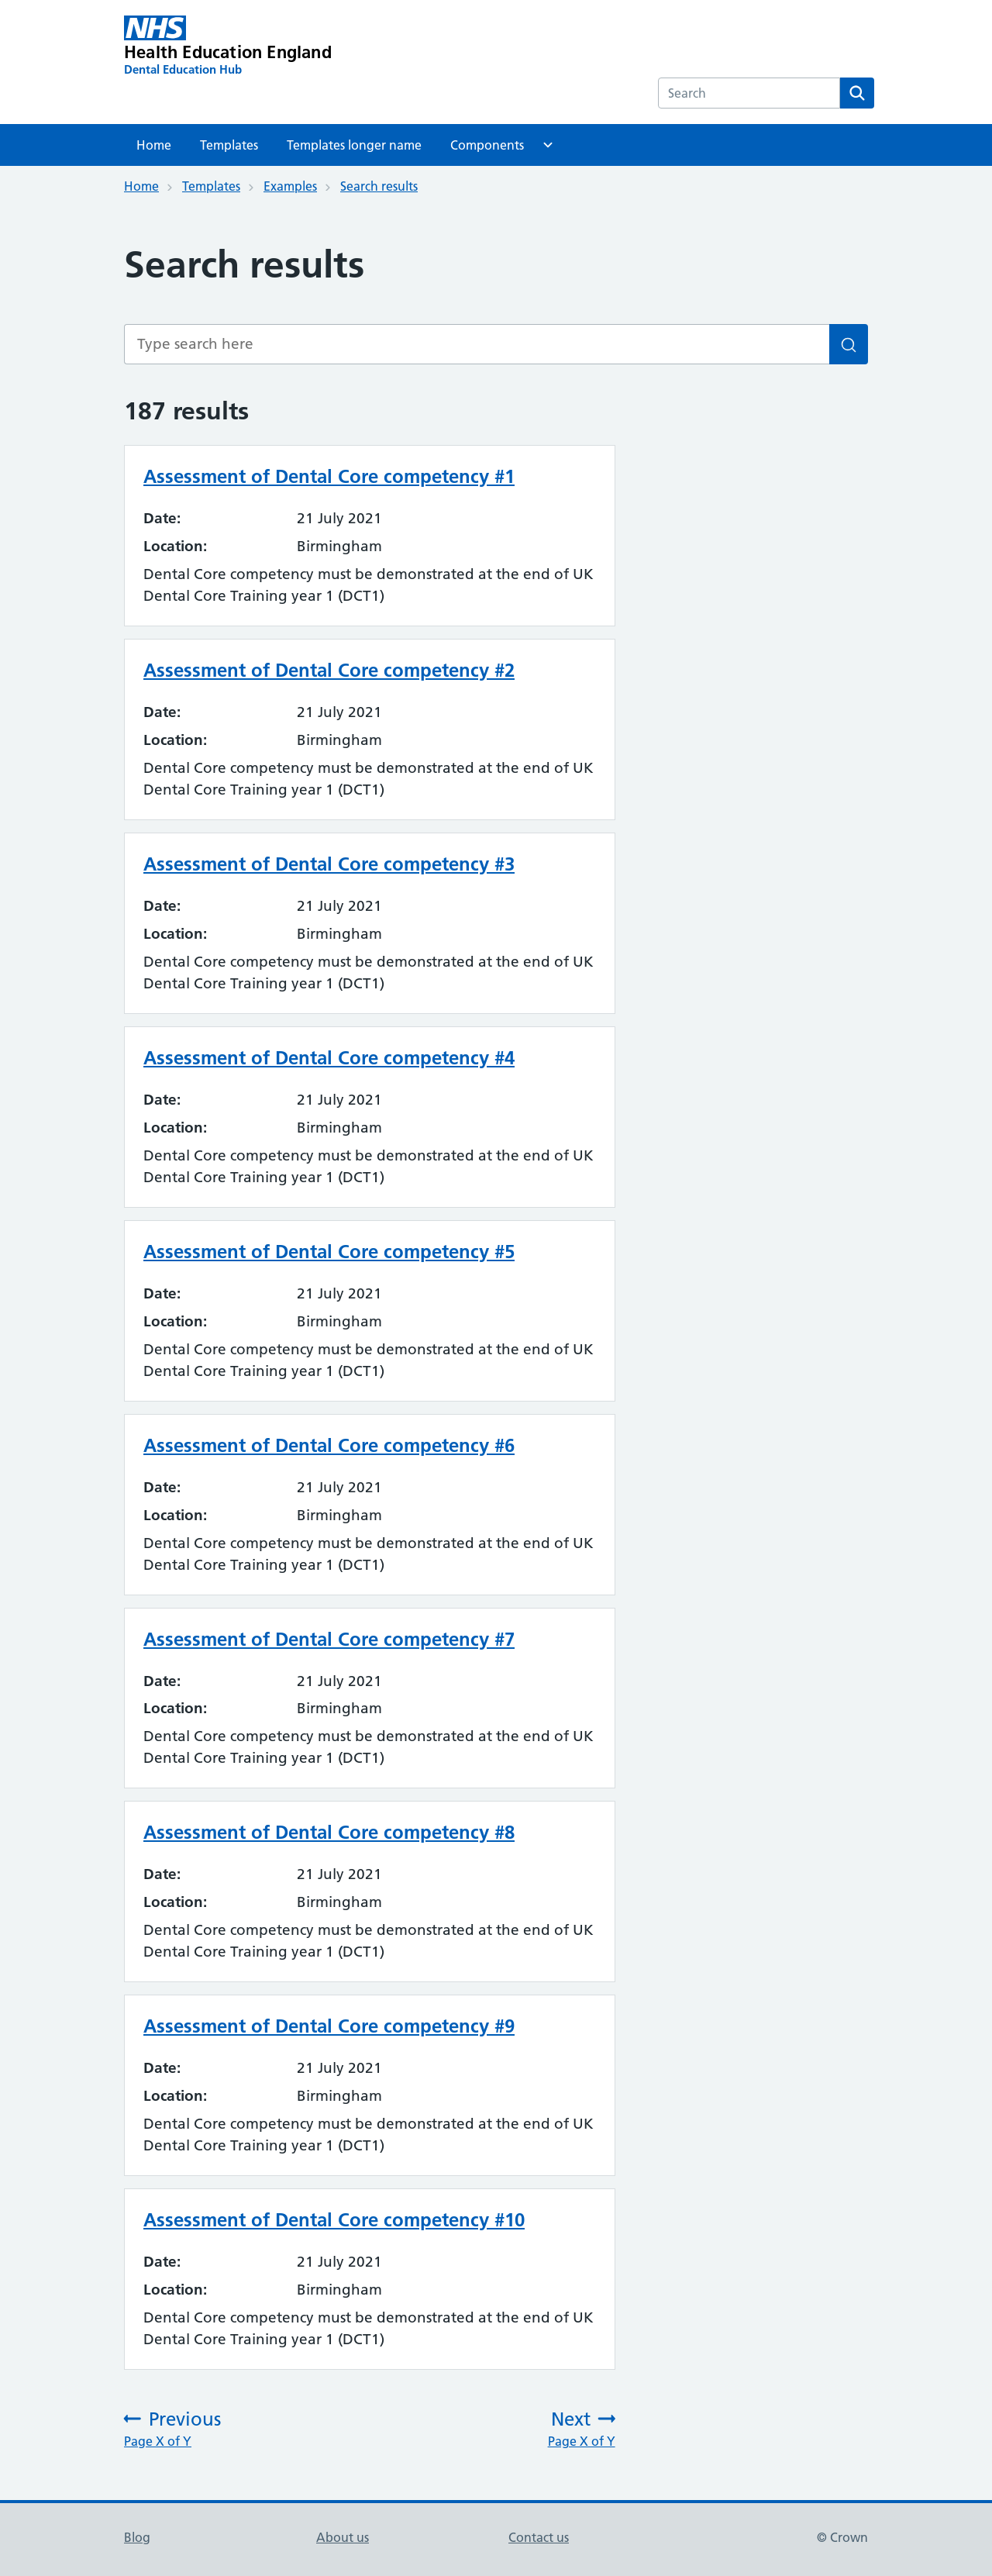 NHS
Health Education England
Dental Education Hub
Search
Home Templates Templates longer name Components
Home Templates Examples Search results
Search results
Type search here
187 results
Assessment of Dental Core competency #1
Date: 21 July 2021
Location: Birmingham
Dental Core competency must be demonstrated at the end of UK
Dental Core Training year 1 (DCT1)
Assessment of Dental Core competency #2
Date: 21 July 2021
Location: Birmingham
Dental Core competency must be demonstrated at the end of UK
Dental Core Training year 1 (DCT1)
Assessment of Dental Core competency #3
Date: 21 July 2021
Location: Birmingham
Dental Core competency must be demonstrated at the end of UK
Dental Core Training year 1 (DCT1)
Assessment of Dental Core competency #4
Date: 21 July 2021
Location: Birmingham
Dental Core competency must be demonstrated at the end of UK
Dental Core Training year 1 (DCT1)
Assessment of Dental Core competency #5
Date: 21 July 2021
Location: Birmingham
Dental Core competency must be demonstrated at the end of UK
Dental Core Training year 1 (DCT1)
Assessment of Dental Core competency #6
Date: 21 July 2021
Location: Birmingham
Dental Core competency must be demonstrated at the end of UK
Dental Core Training year 1 (DCT1)
Assessment of Dental Core competency #7
Date: 21 July 2021
Location: Birmingham
Dental Core competency must be demonstrated at the end of UK
Dental Core Training year 1 (DCT1)
Assessment of Dental Core competency #8
Date: 21 July 2021
Location: Birmingham
Dental Core competency must be demonstrated at the end of UK
Dental Core Training year 1 (DCT1)
Assessment of Dental Core competency #9
Date: 21 July 2021
Location: Birmingham
Dental Core competency must be demonstrated at the end of UK
Dental Core Training year 1 (DCT1)
Assessment of Dental Core competency #10
Date: 21 July 2021
Location: Birmingham
Dental Core competency must be demonstrated at the end of UK
Dental Core Training year 1 (DCT1)
Previous Next
Page X of Y Page X of Y
Blog About us Contact us © Crown